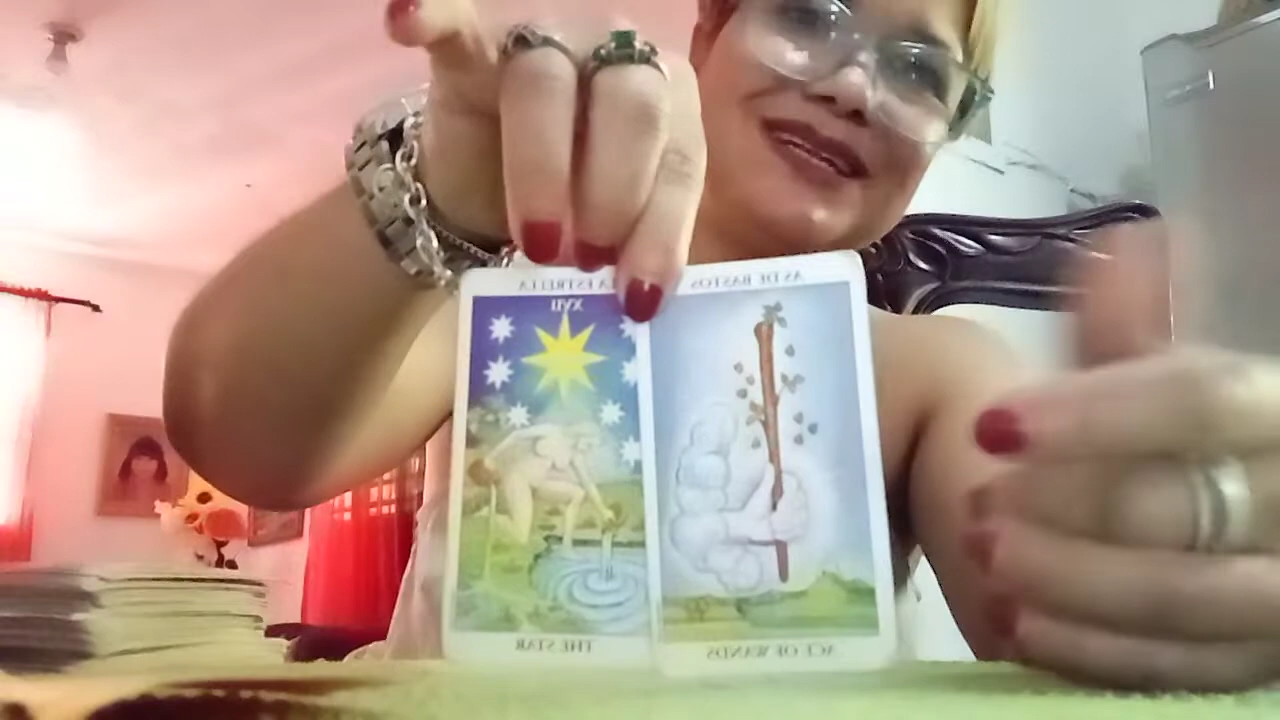 LA ESTRELLA
XVII
THE STAR
AS DE BASTOS
ACE OF WANDS